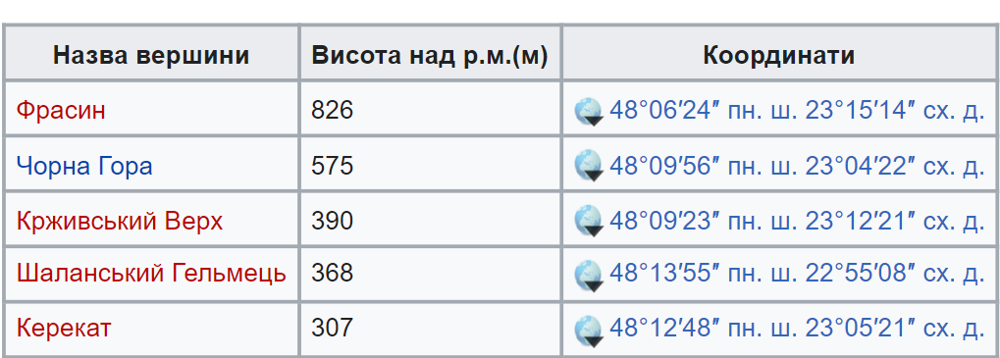 Назва вершини Висота над р.м.(м) Координати
Фрасин 826 48°06′24″ пн. ш. 23°15′14″ сх. д.
Чорна Гора 575 48°09′56″ пн. ш. 23°04′22″ сх. д.
Крживський Верх 390 48°09′23″ пн. ш. 23°12′21″ сх. д.
Шаланський Гельмець 368 48°13′55″ пн. ш. 22°55′08″ сх. д.
Керекат 307 48°12′48″ пн. ш. 23°05′21″ сх. д.